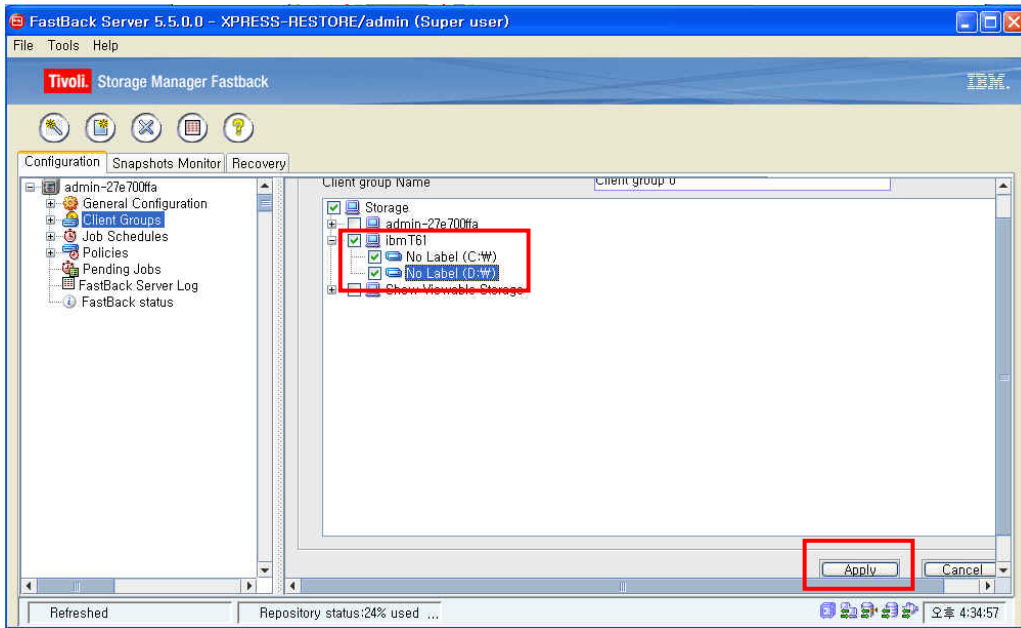 FastBack Server 5.5.0.0 - XPRESS-RESTORE/admin (Super user)
File Tools Help
Tivoli. Storage Manager Fastback
IBM.
Configuration Snapshots Monitor Recovery
admin-27e700ffa
General Configuration
Client Groups
Job Schedules
Policies
Pending Jobs
FastBack Server Log
FastBack status
Client group Name Client group 0
Storage
admin-27e700ffa
ibmT61
No Label (C:₩)
No Label (D:₩)
Show Viewable Storage
Apply Cancel
Refreshed Repository status:24% used ... 오후 4:34:57